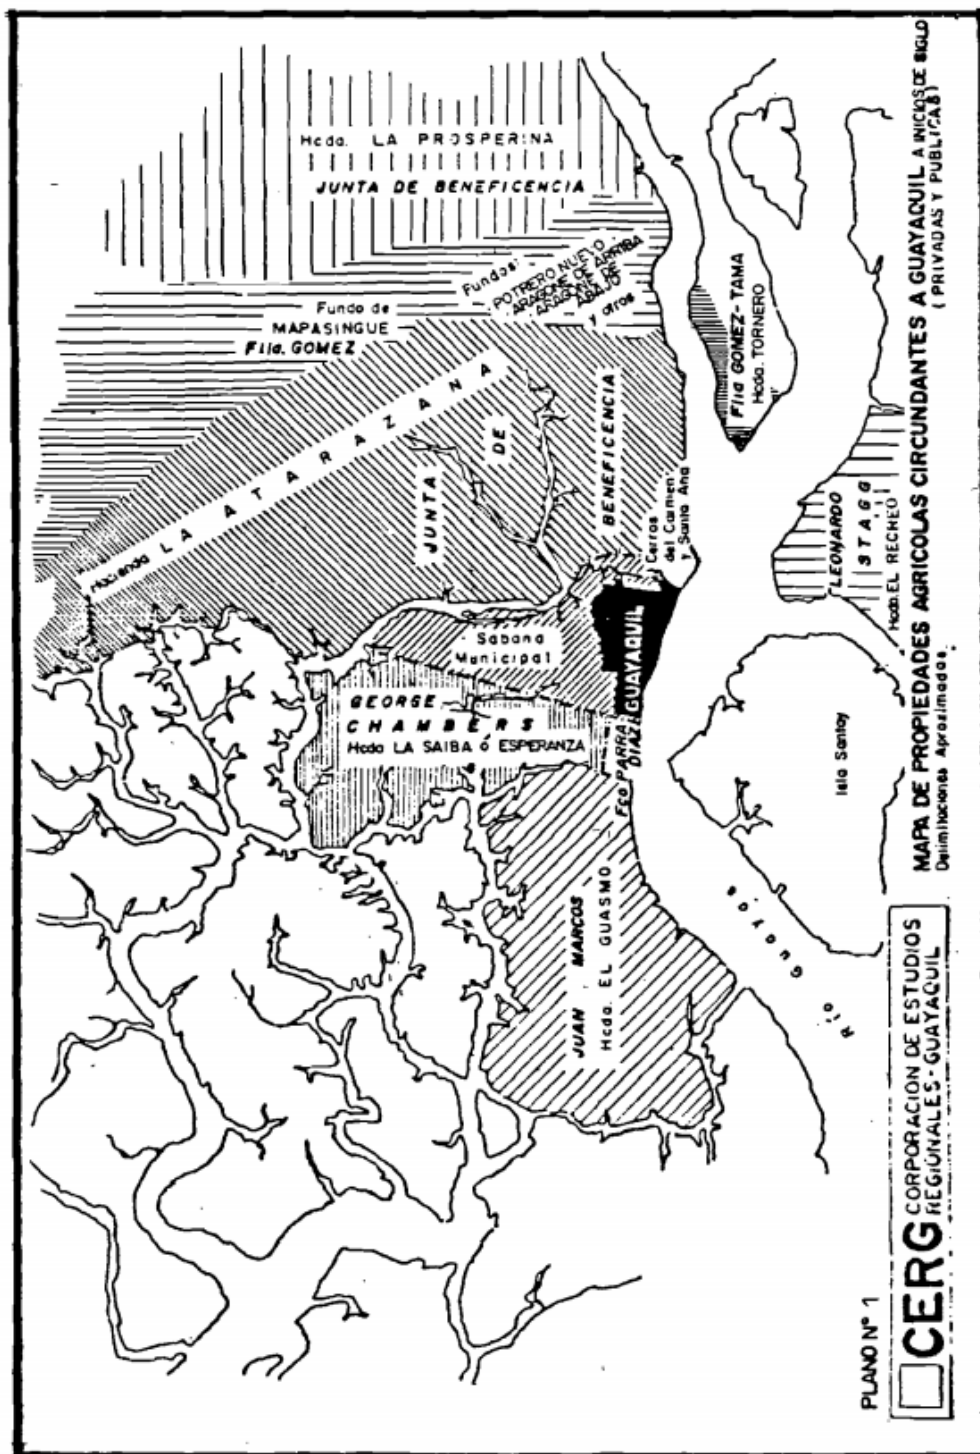 Hcda. LA PROSPERINA
JUNTA DE BENEFICENCIA
Fundos:
POTRERO NUEVO
ARAGONE DE ARRIBA
ARAGONE DE
ABAJO
y otros
Fundo de
MAPASINGUE
Flia. GOMEZ
Hacienda LA ATARAZANA
JUNTA
DE
BENEFICENCIA
Cerros
del Carmen
y Santa Ana
Flia GOMEZ-TAMA
Hcda. TORNERO
LEONARDO
STAGG
Hcda. EL RECREO
Sabana
Municipal
GUAYAQUIL
GEORGE
CHAMBERS
Hcda LA SAIBA ó ESPERANZA
Fco PARRA
DIAZ
JUAN MARCOS
Hcda. EL GUASMO
Isla Santay
Río Guayas
MAPA DE PROPIEDADES AGRICOLAS CIRCUNDANTES A GUAYAQUIL A INICIOS DE SIGLO
Delimitaciones Aproximadas
( PRIVADAS Y PUBLICAS )
PLANO N° 1
CERG
CORPORACION DE ESTUDIOS
REGIONALES - GUAYAQUIL